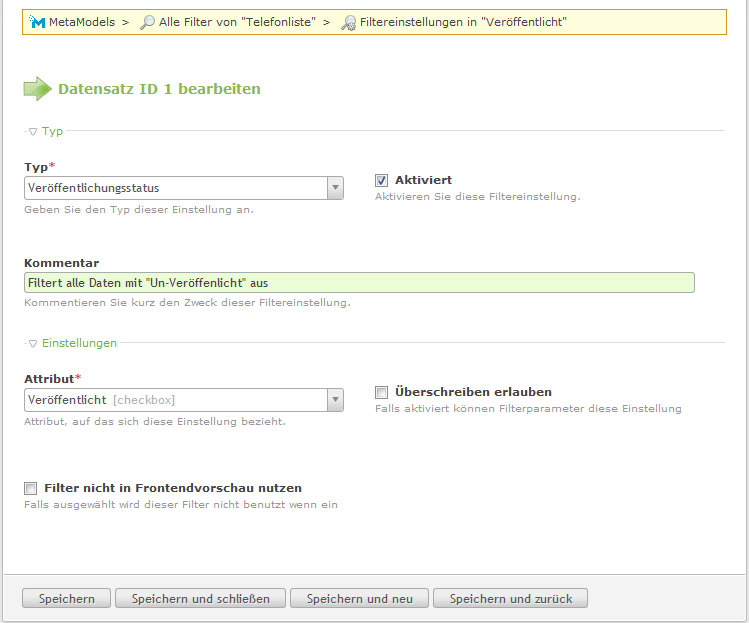 MetaModels > Alle Filter von "Telefonliste" > Filtereinstellungen in "Veröffentlicht"
Datensatz ID 1 bearbeiten
Typ
Typ*
Veröffentlichungsstatus
Geben Sie den Typ dieser Einstellung an.
Aktiviert
Aktivieren Sie diese Filtereinstellung.
Kommentar
Filtert alle Daten mit "Un-Veröffenlicht" aus
Kommentieren Sie kurz den Zweck dieser Filtereinstellung.
Einstellungen
Attribut*
Veröffentlicht [checkbox]
Attribut, auf das sich diese Einstellung bezieht.
Überschreiben erlauben
Falls aktiviert können Filterparameter diese Einstellung
Filter nicht in Frontendvorschau nutzen
Falls ausgewählt wird dieser Filter nicht benutzt wenn ein
Speichern Speichern und schließen Speichern und neu Speichern und zurück